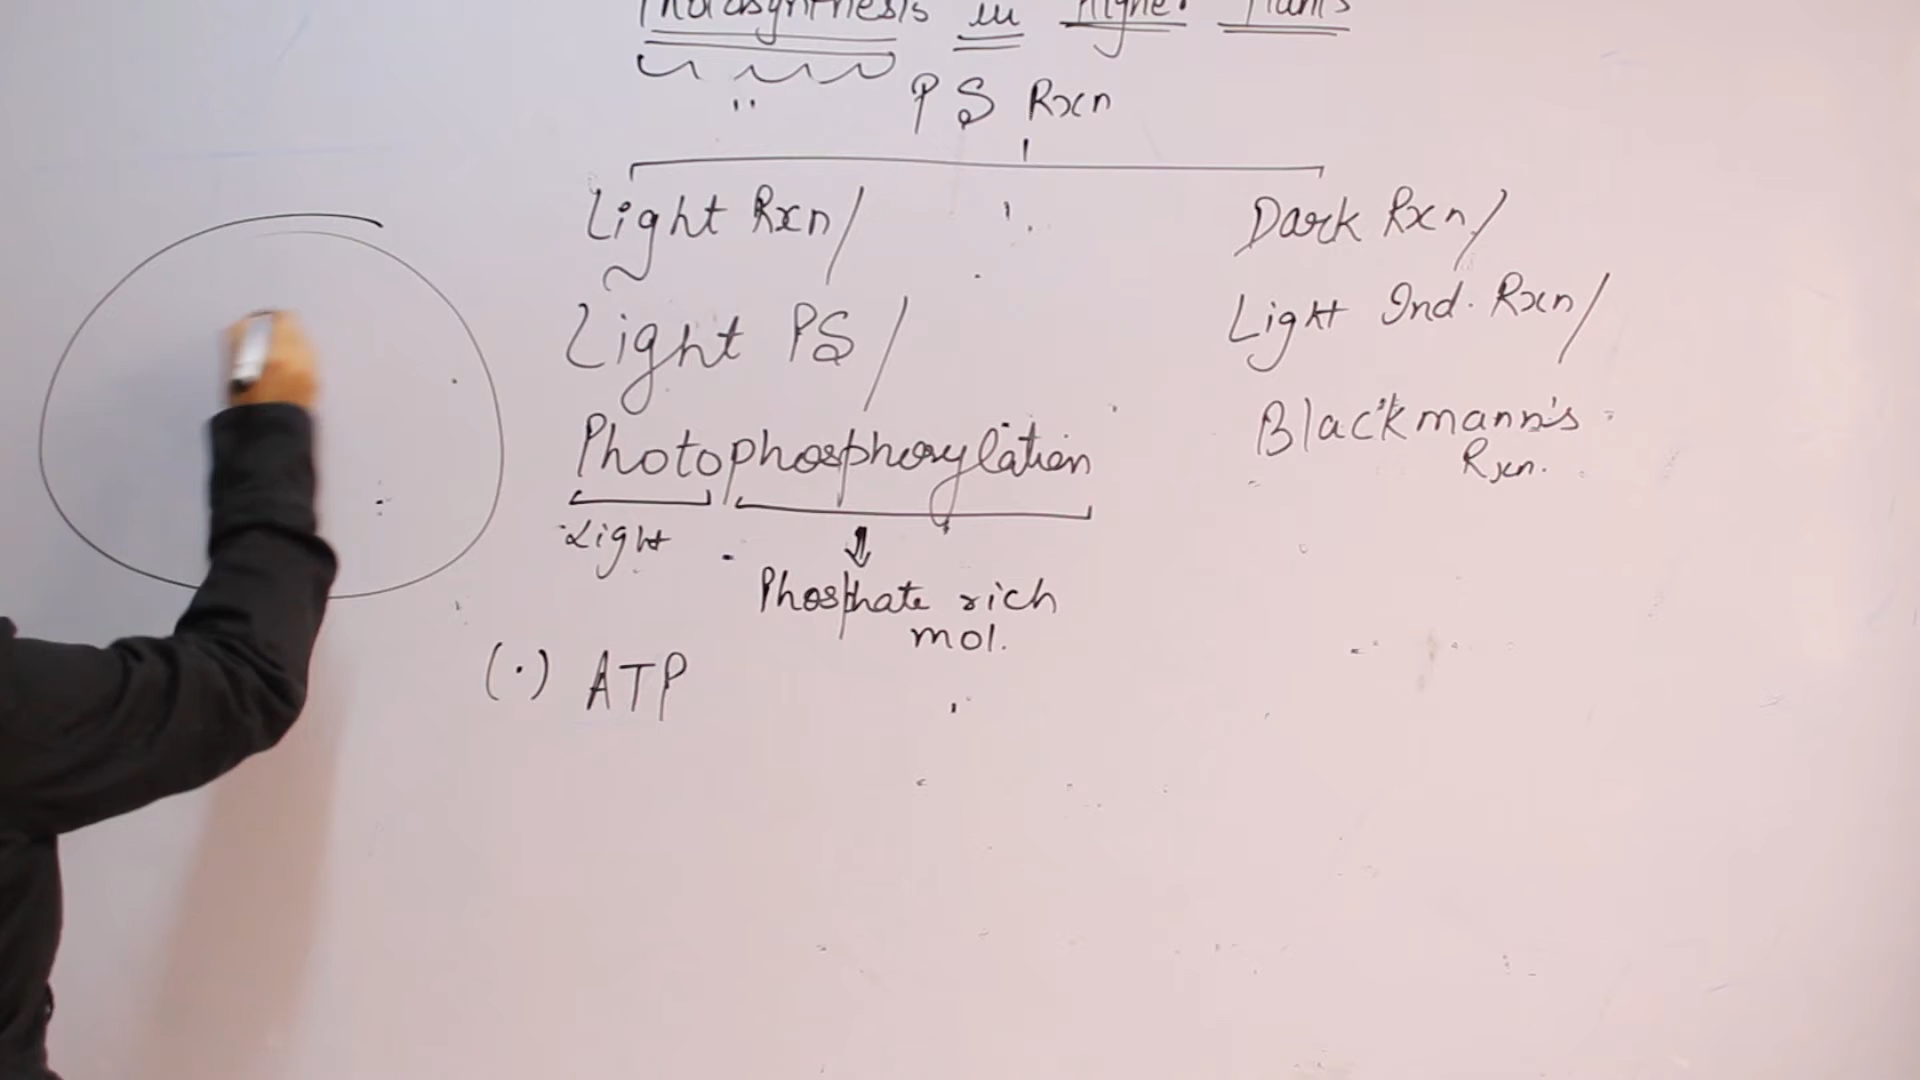 Photosynthesis in Higher Plants
PS Rxn
Light Rxn/
Light PS/
Photophosphorylation
Light
Phosphate rich
mol.
(·) ATP
Dark Rxn/
Light Ind. Rxn/
Blackmann's
Rxn.